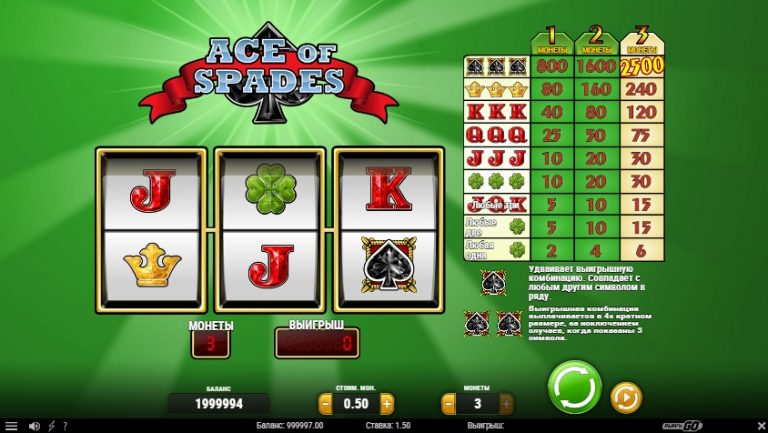 ACE OF
SPADES
1 2 3
МОНЕТЫ МОНЕТЫ МОНЕТЫ
800 1600 2500
80 160 240
K K K 40 80 120
Q Q Q 25 50 75
J J J 10 20 30
10 20 30
J Q K Любые три 5 10 15
Любые две 5 10 15
Любая одна 2 4 6
J K
J
Удваивает выигрышную
комбинацию. Совпадает с
любым другим символом в
ряду.
Выигрышная комбинация
выплачивается в 4х кратном
размере, за исключением
случаев, когда показаны 3
символа.
МОНЕТЫ ВЫИГРЫШ
3 0
БАЛАНС СТОИМ. МОН. МОНЕТЫ
1999994 - 0.50 + - 3 +
? Баланс: 999997.00 Ставка: 1.50 Выигрыш: PLAY'N GO